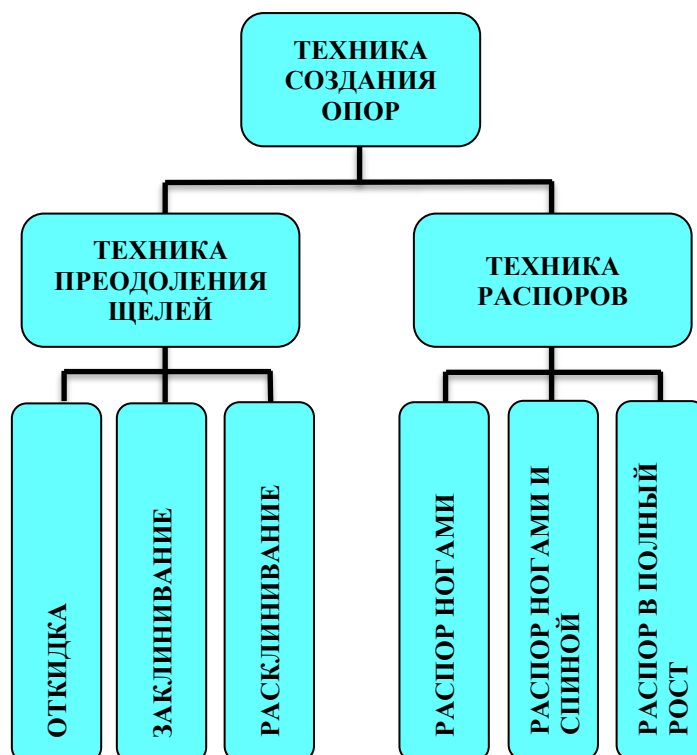 ТЕХНИКА
СОЗДАНИЯ
ОПОР
ТЕХНИКА
ПРЕОДОЛЕНИЯ
ЩЕЛЕЙ
ТЕХНИКА
РАСПОРОВ
ОТКИДКА
ЗАКЛИНИВАНИЕ
РАСКЛИНИВАНИЕ
РАСПОР НОГАМИ
РАСПОР НОГАМИ И
СПИНОЙ
РАСПОР В ПОЛНЫЙ
РОСТ